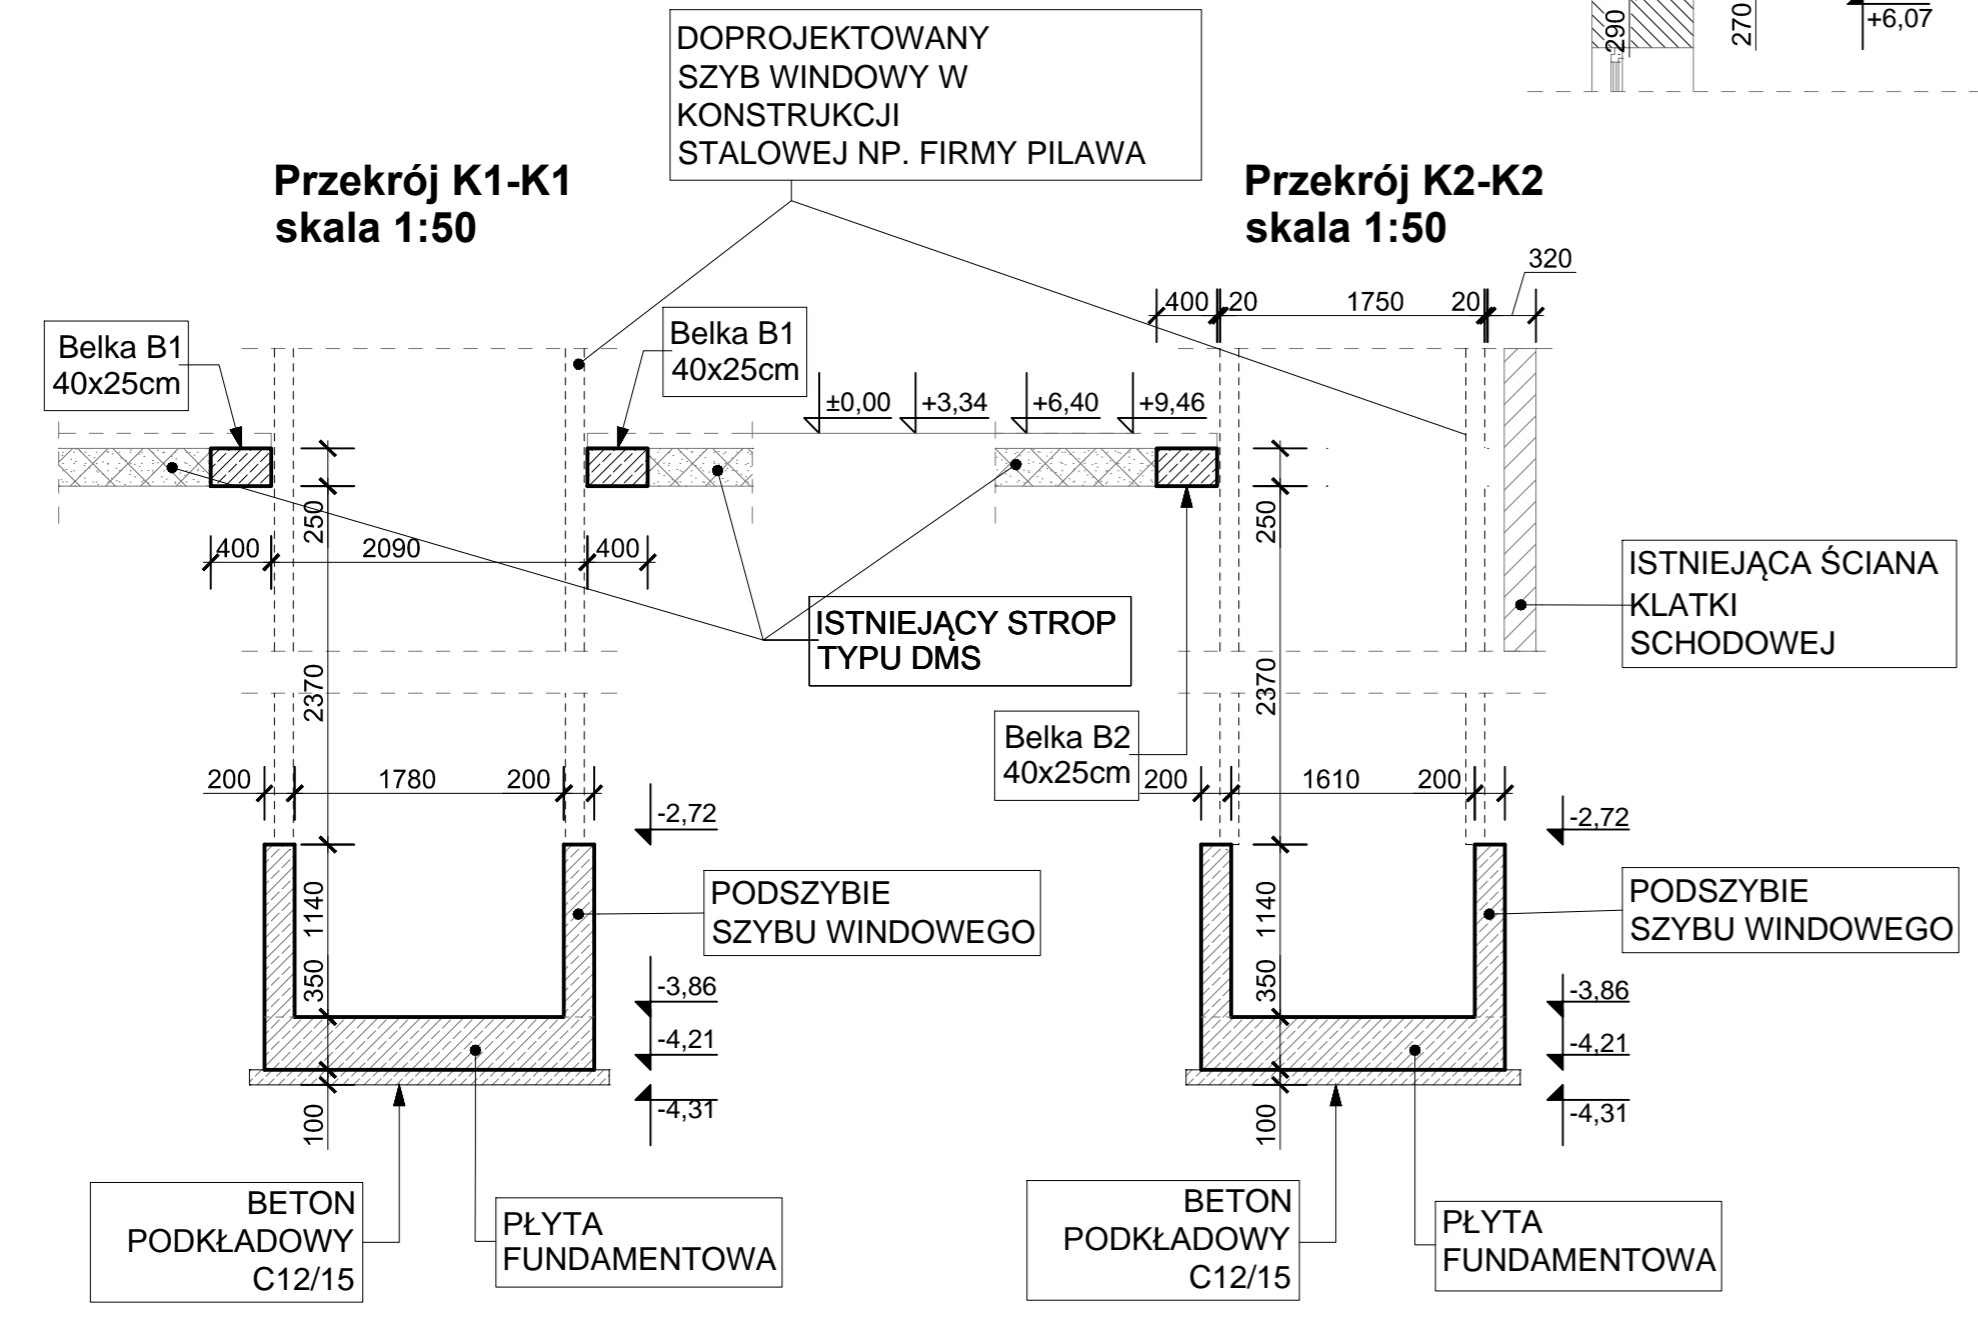 290
270
+6,07
DOPROJEKTOWANY
SZYB WINDOWY W
KONSTRUKCJI
STALOWEJ NP. FIRMY PILAWA
Przekrój K1-K1
skala 1:50
Przekrój K2-K2
skala 1:50
320
400
20
1750
20
Belka B1
40x25cm
Belka B1
40x25cm
±0,00
+3,34
+6,40
+9,46
250
250
400
2090
400
ISTNIEJĄCY STROP
TYPU DMS
ISTNIEJĄCA ŚCIANA
KLATKI
SCHODOWEJ
2370
2370
Belka B2
40x25cm
200
1780
200
200
1610
200
-2,72
-2,72
PODSZYBIE
SZYBU WINDOWEGO
PODSZYBIE
SZYBU WINDOWEGO
1140
1140
350
350
-3,86
-3,86
-4,21
-4,21
-4,31
-4,31
100
100
BETON
PODKŁADOWY
C12/15
PŁYTA
FUNDAMENTOWA
BETON
PODKŁADOWY
C12/15
PŁYTA
FUNDAMENTOWA